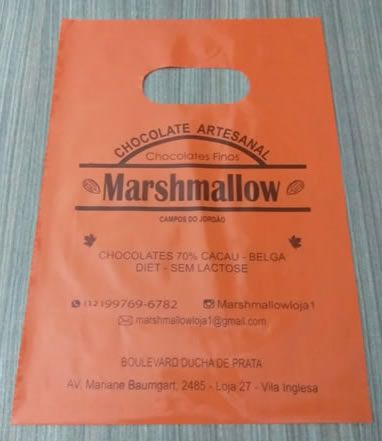 CHOCOLATE ARTESANAL
Chocolates Finos
Marshmallow
CAMPOS DO JORDÃO
CHOCOLATES 70% CACAU - BELGA
DIET - SEM LACTOSE
(12)99769-6782 Marshmallowloja1
marshmallowloja1@gmail.com
BOULEVARD DUCHA DE PRATA
AV. Mariane Baumgart, 2485 - Loja 27 - Vila Inglesa